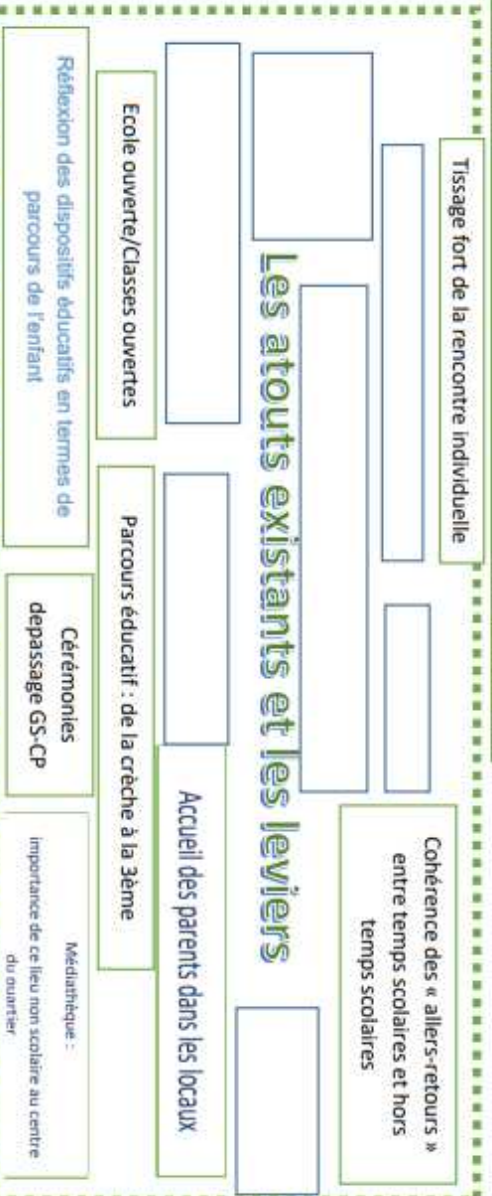 Tissage fort de la rencontre individuelle
Cohérence des « allers-retours »
entre temps scolaires et hors
temps scolaires
Les atouts existants et les leviers
Accueil des parents dans les locaux
Ecole ouverte/Classes ouvertes
Parcours éducatif : de la crèche à la 3ème
Réflexion des dispositifs éducatifs en termes de
parcours de l'enfant
Cérémonies
depassage GS-CP
Médiathèque :
importance de ce lieu non scolaire au centre
du quartier